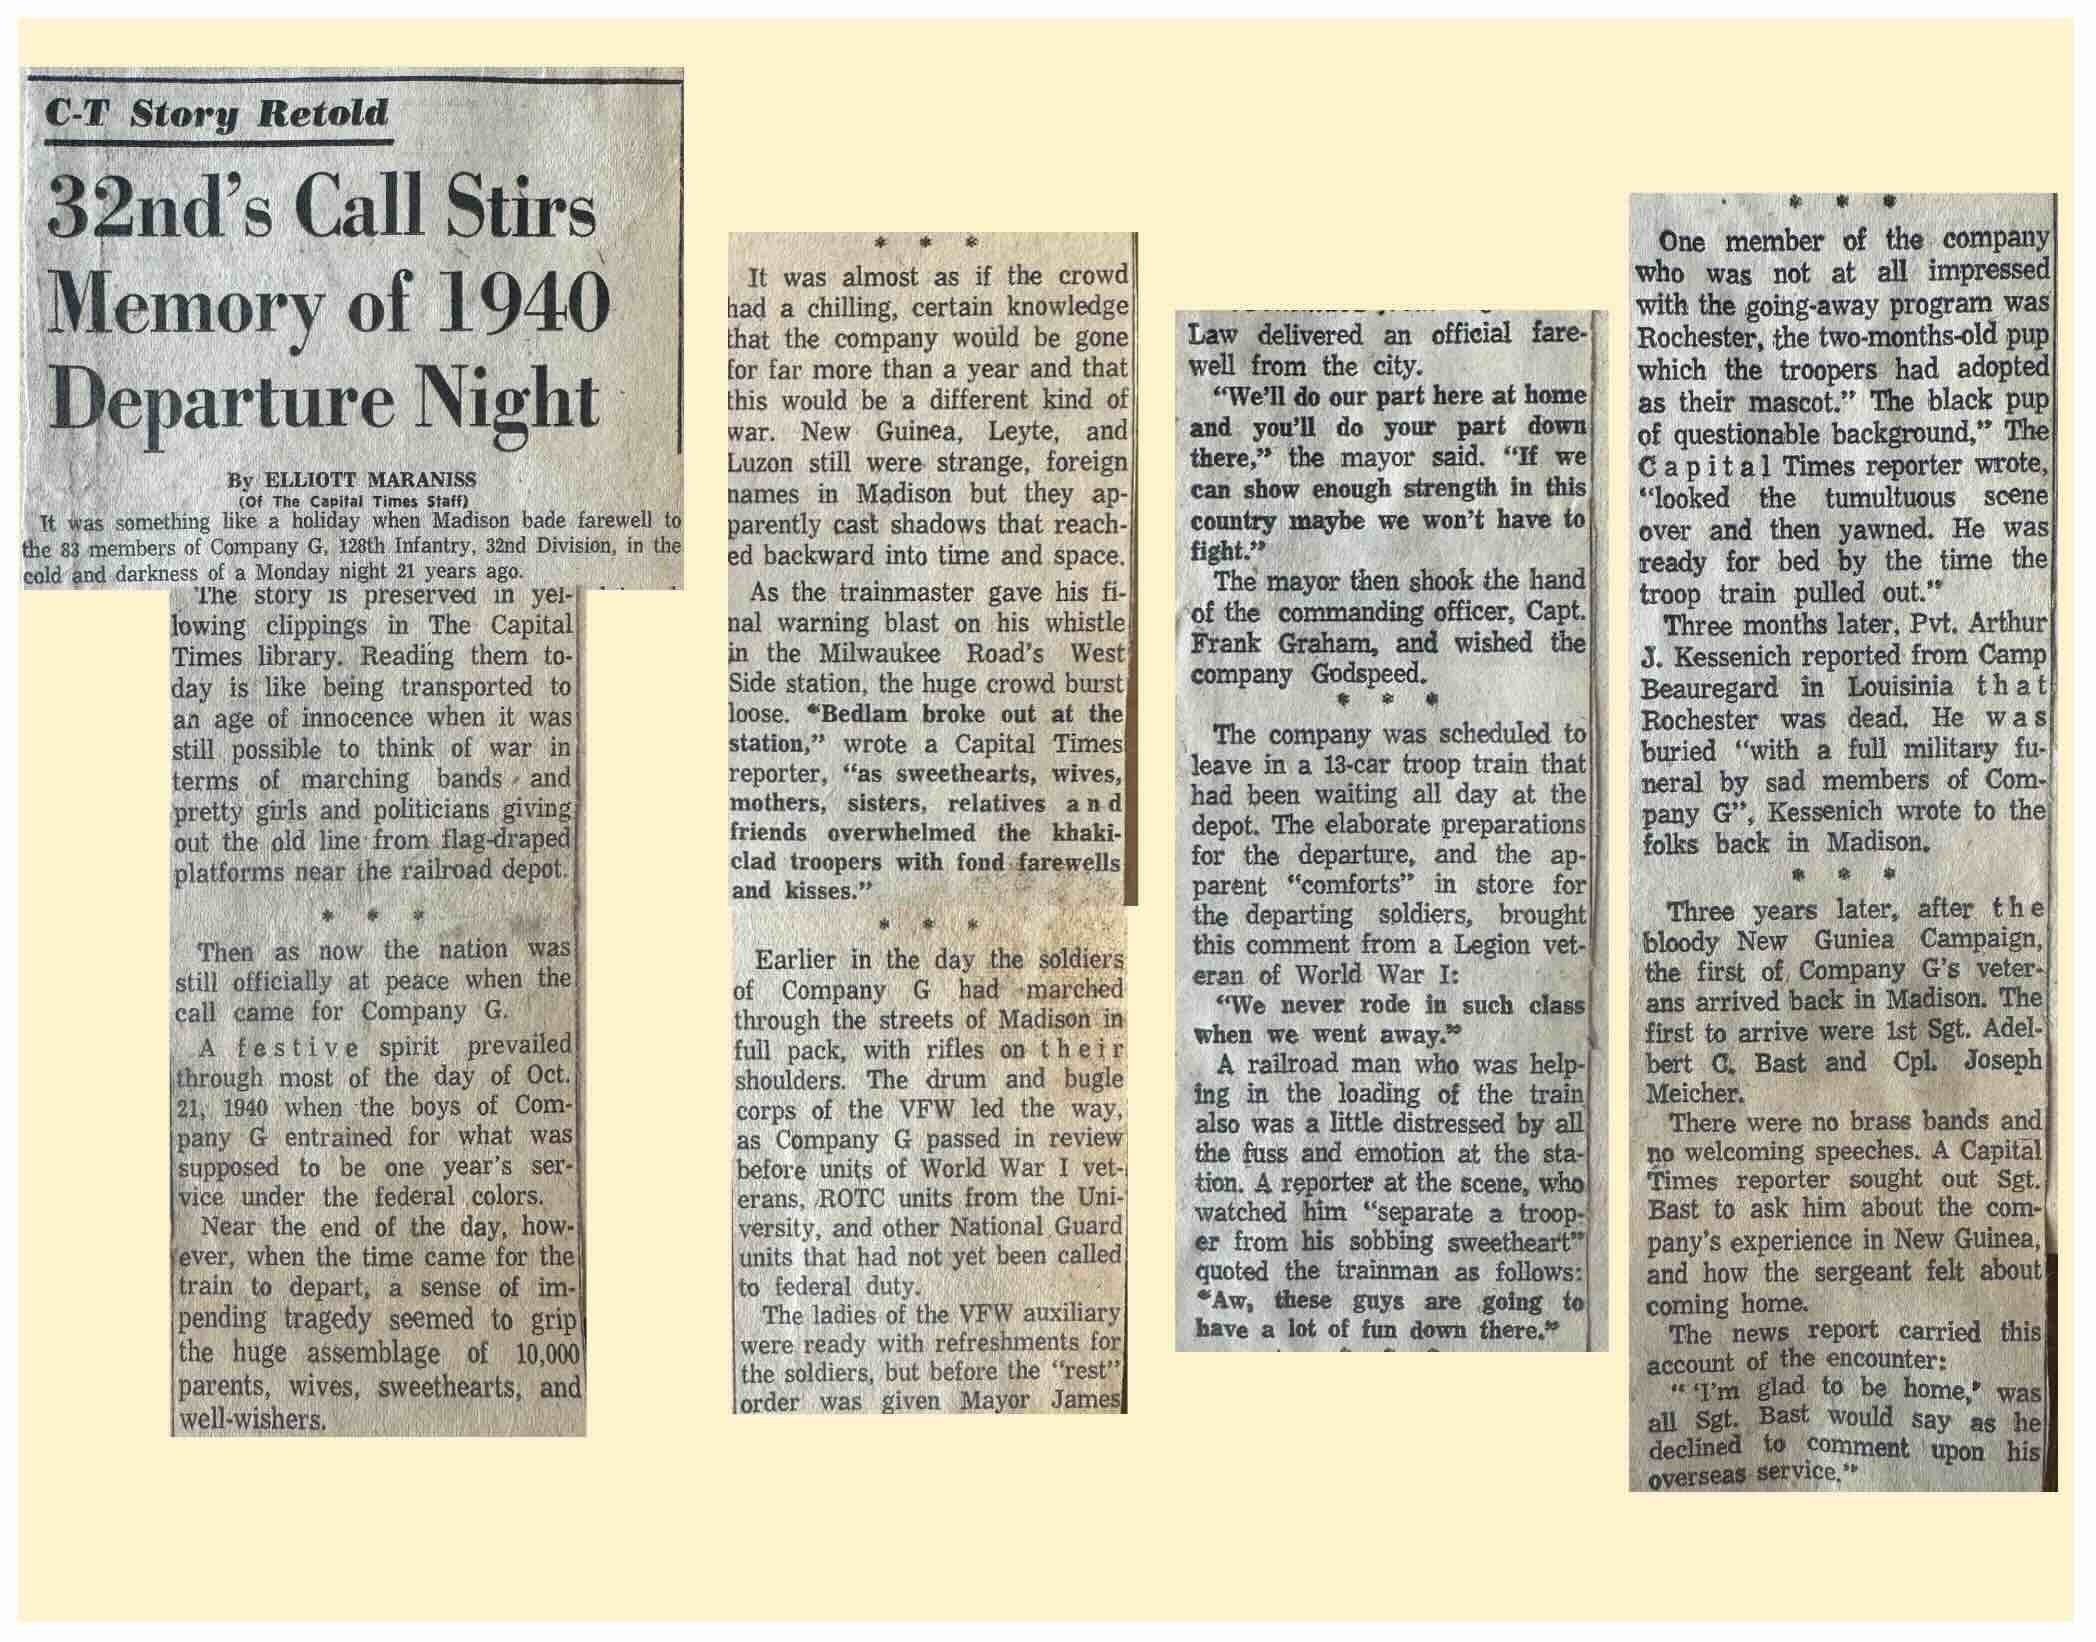 C-T Story Retold
32nd's Call Stirs
Memory of 1940
Departure Night
By ELLIOTT MARANISS
(Of The Capital Times Staff)
It was something like a holiday when Madison bade farewell to
the 83 members of Company G, 128th Infantry, 32nd Division, in the
cold and darkness of a Monday night 21 years ago.
The story is preserved in yel-
lowing clippings in The Capital
Times library. Reading them to-
day is like being transported to
an age of innocence when it was
still possible to think of war in
terms of marching bands and
pretty girls and politicians giving
out the old line from flag-draped
platforms near the railroad depot.
* * *
Then as now the nation was
still officially at peace when the
call came for Company G.
A festive spirit prevailed
through most of the day of Oct.
21, 1940 when the boys of Com-
pany G entrained for what was
supposed to be one year's ser-
vice under the federal colors.
Near the end of the day, how-
ever, when the time came for the
train to depart, a sense of im-
pending tragedy seemed to grip
the huge assemblage of 10,000
parents, wives, sweethearts, and
well-wishers.
* * *
It was almost as if the crowd
had a chilling, certain knowledge
that the company would be gone
for far more than a year and that
this would be a different kind of
war. New Guinea, Leyte, and
Luzon still were strange, foreign
names in Madison but they ap-
parently cast shadows that reach-
ed backward into time and space.
As the trainmaster gave his fi-
nal warning blast on his whistle
in the Milwaukee Road's West
Side station, the huge crowd burst
loose. "Bedlam broke out at the
station," wrote a Capital Times
reporter, "as sweethearts, wives,
mothers, sisters, relatives and
friends overwhelmed the khaki-
clad troopers with fond farewells
and kisses."
* * *
Earlier in the day the soldiers
of Company G had marched
through the streets of Madison in
full pack, with rifles on their
shoulders. The drum and bugle
corps of the VFW led the way,
as Company G passed in review
before units of World War I vet-
erans, ROTC units from the Uni-
versity, and other National Guard
units that had not yet been called
to federal duty.
The ladies of the VFW auxiliary
were ready with refreshments for
the soldiers, but before the "rest"
order was given Mayor James
Law delivered an official fare-
well from the city.
"We'll do our part here at home
and you'll do your part down
there," the mayor said. "If we
can show enough strength in this
country maybe we won't have to
fight."
The mayor then shook the hand
of the commanding officer, Capt.
Frank Graham, and wished the
company Godspeed.
* * *
The company was scheduled to
leave in a 13-car troop train that
had been waiting all day at the
depot. The elaborate preparations
for the departure, and the ap-
parent "comforts" in store for
the departing soldiers, brought
this comment from a Legion vet-
eran of World War I:
"We never rode in such class
when we went away."
A railroad man who was help-
ing in the loading of the train
also was a little distressed by all
the fuss and emotion at the sta-
tion. A reporter at the scene, who
watched him "separate a troop-
er from his sobbing sweetheart"
quoted the trainman as follows:
"Aw, these guys are going to
have a lot of fun down there."
* * *
One member of the company
who was not at all impressed
with the going-away program was
Rochester, the two-months-old pup
which the troopers had adopted
as their mascot." The black pup
of questionable background," The
Capital Times reporter wrote,
"looked the tumultuous scene
over and then yawned. He was
ready for bed by the time the
troop train pulled out."
Three months later, Pvt. Arthur
J. Kessenich reported from Camp
Beauregard in Louisinia that
Rochester was dead. He was
buried "with a full military fu-
neral by sad members of Com-
pany G", Kessenich wrote to the
folks back in Madison.
* * *
Three years later, after the
bloody New Guniea Campaign,
the first of Company G's veter-
ans arrived back in Madison. The
first to arrive were 1st Sgt. Adel-
bert C. Bast and Cpl. Joseph
Meicher.
There were no brass bands and
no welcoming speeches. A Capital
Times reporter sought out Sgt.
Bast to ask him about the com-
pany's experience in New Guinea,
and how the sergeant felt about
coming home.
The news report carried this
account of the encounter:
" 'I'm glad to be home,' was
all Sgt. Bast would say as he
declined to comment upon his
overseas service."